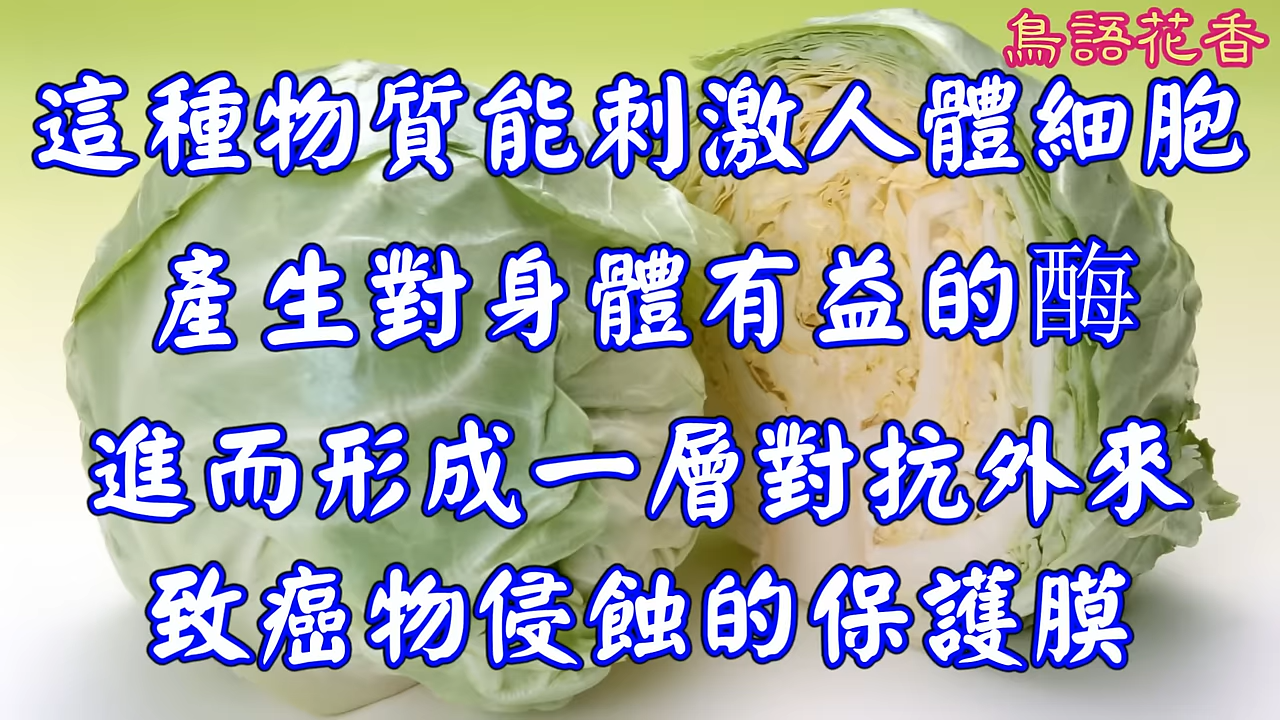 鳥語花香
這種物質能刺激人體細胞
產生對身體有益的酶
進而形成一層對抗外來
致癌物侵蝕的保護膜